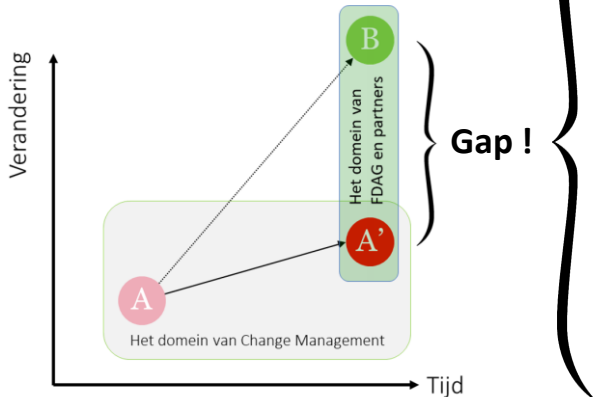 B
Verandering
Het domein van
FDAG en partners
Gap !
A’
A
Het domein van Change Management
Tijd